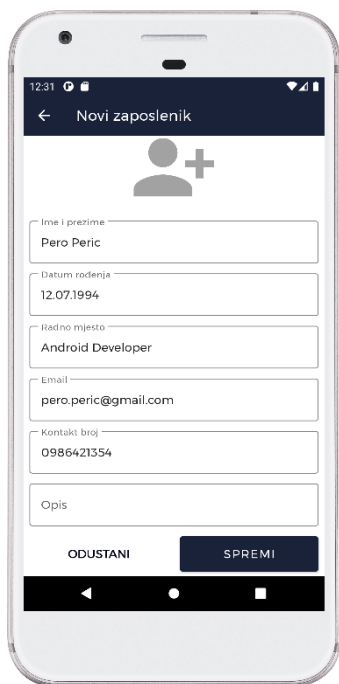 12:31
Novi zaposlenik
Ime i prezime
Pero Peric
Datum rođenja
12.07.1994
Radno mjesto
Android Developer
Email
pero.peric@gmail.com
Kontakt broj
0986421354
Opis
ODUSTANI SPREMI